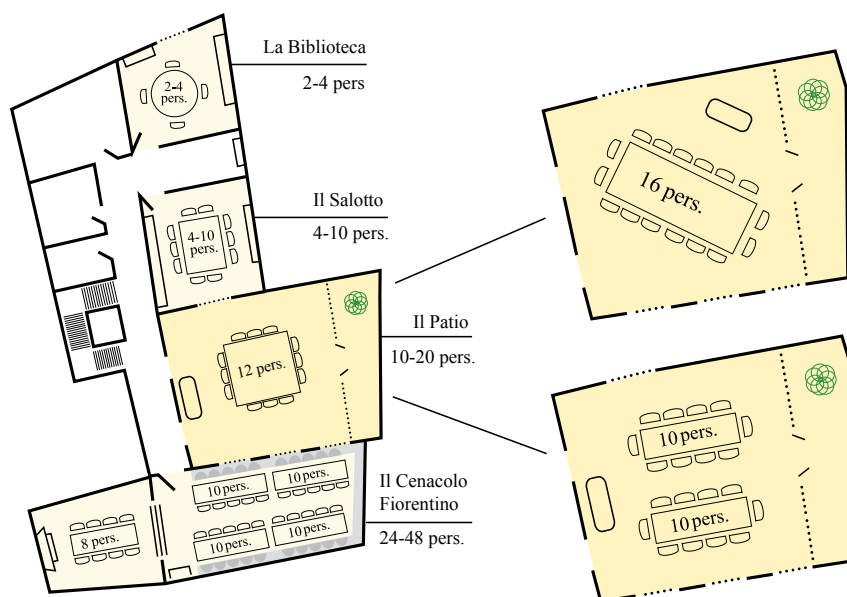 La Biblioteca
2-4 pers
2-4
pers.
Il Salotto
4-10 pers.
4-10
pers.
Il Patio
10-20 pers.
12 pers.
Il Cenacolo
Fiorentino
24-48 pers.
10 pers.
10 pers.
10 pers.
10 pers.
8 pers.
16 pers.
10 pers.
10 pers.